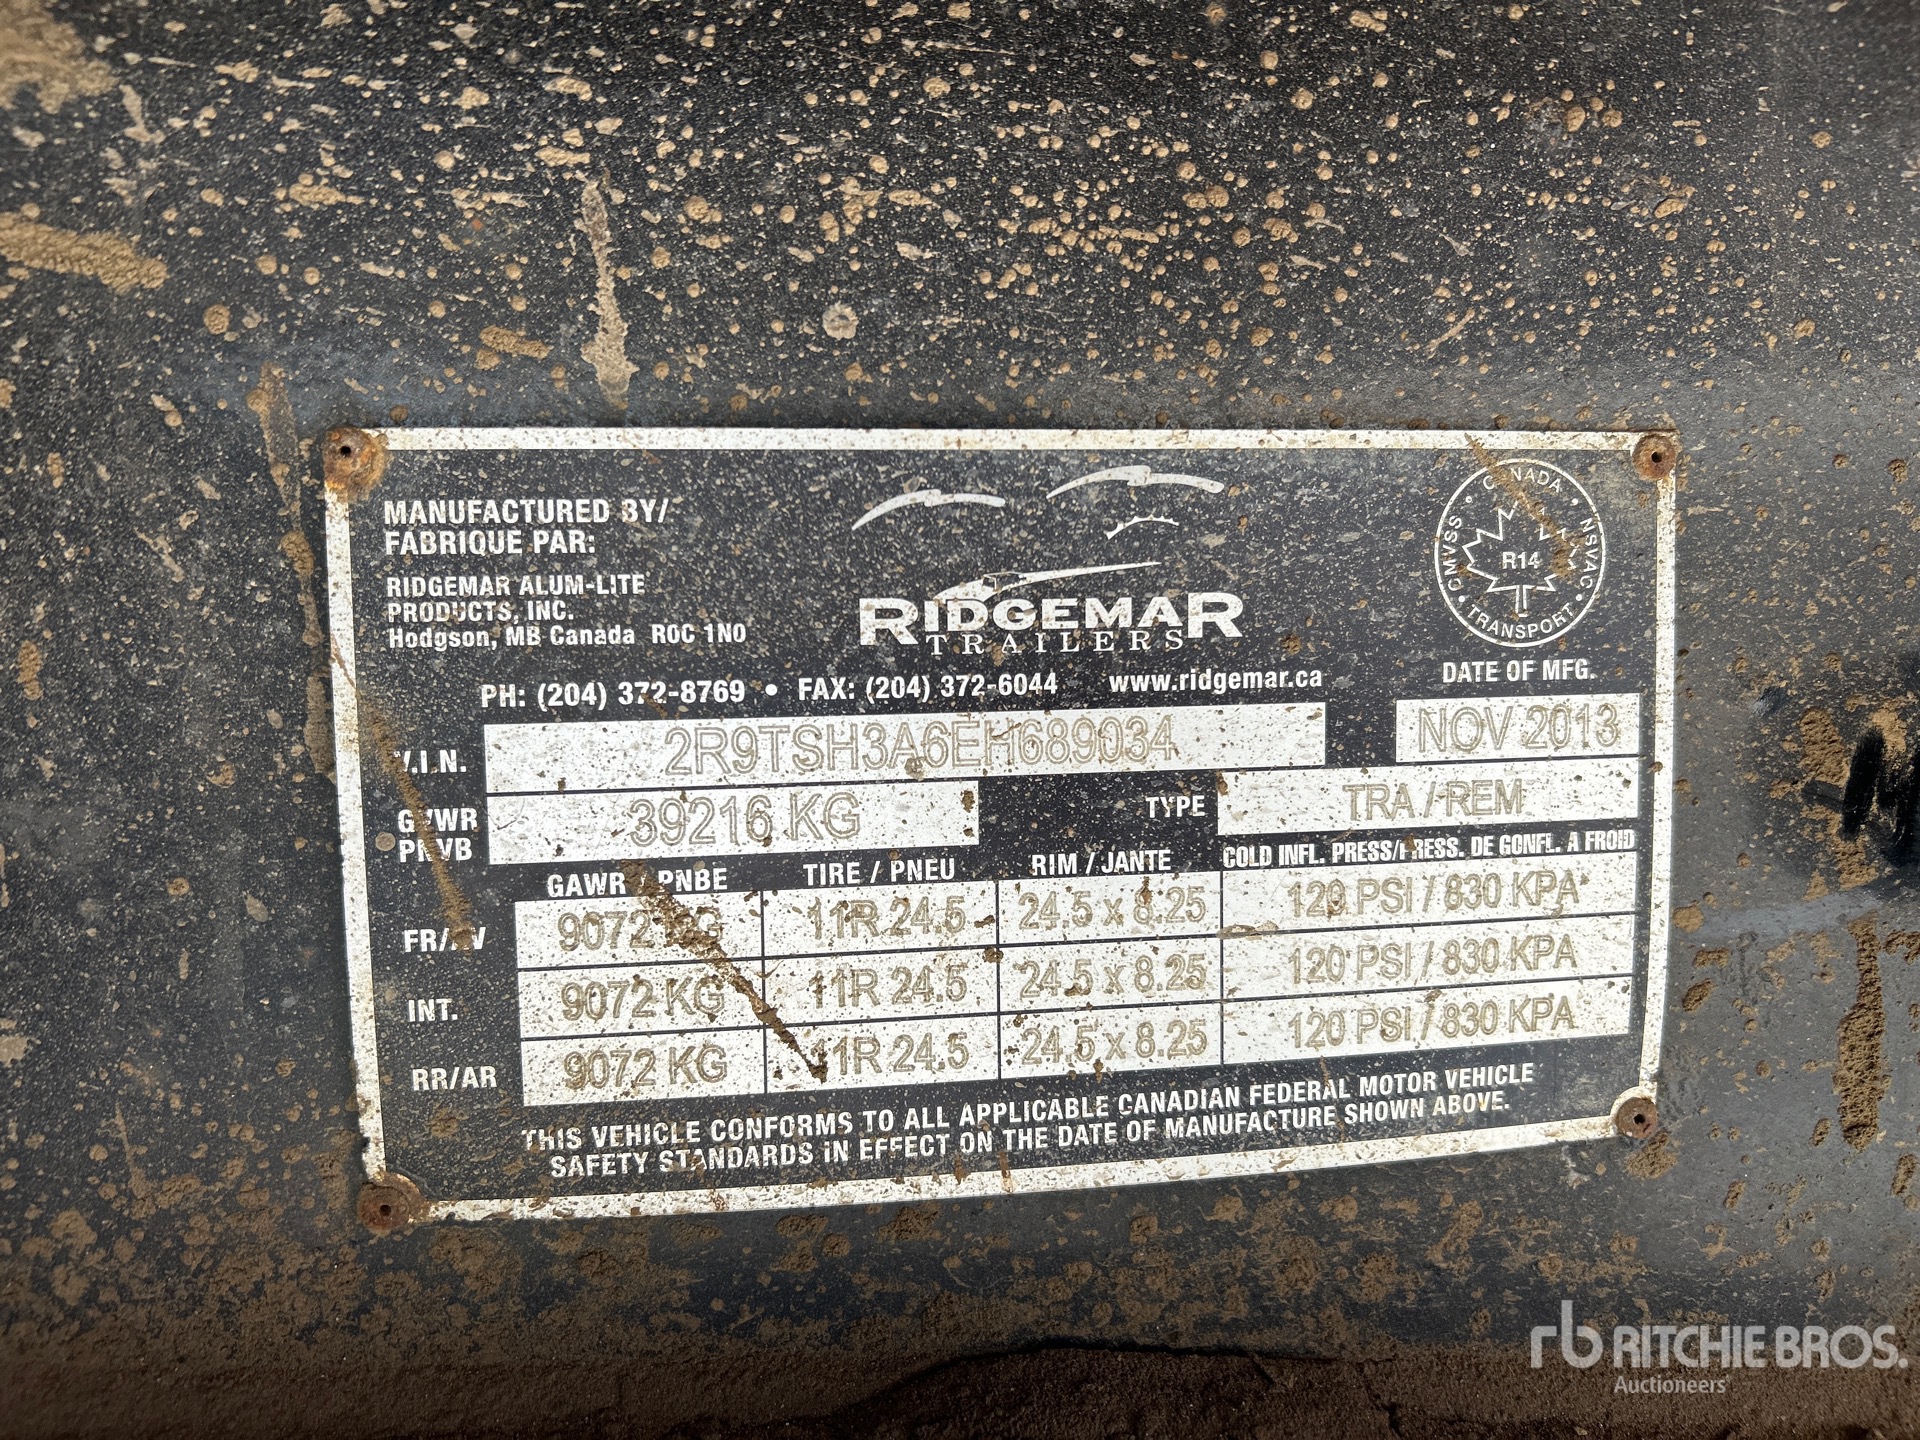 MANUFACTURED BY/
FABRIQUE PAR:
RIDGEMAR ALUM-LITE
PRODUCTS, INC.
Hodgson, MB Canada R0C 1N0
RIDGEMAR
TRAILERS
CANADA • NSVAC • TRANSPORT • CMVSS •
R14
PH: (204) 372-8769 • FAX: (204) 372-6044 www.ridgemar.ca
DATE OF MFG.
V.I.N. 2R9TSH3A6EH689034 NOV 2013
GVWR
PNVB
39216 KG TYPE TRA / REM
GAWR / PNBE TIRE / PNEU RIM / JANTE COLD INFL. PRESS/PRESS. DE GONFL. A FROID
FR/AV 9072 KG 11R 24.5 24.5 x 8.25 120 PSI / 830 KPA
INT. 9072 KG 11R 24.5 24.5 x 8.25 120 PSI / 830 KPA
RR/AR 9072 KG 11R 24.5 24.5 x 8.25 120 PSI / 830 KPA
THIS VEHICLE CONFORMS TO ALL APPLICABLE CANADIAN FEDERAL MOTOR VEHICLE
SAFETY STANDARDS IN EFFECT ON THE DATE OF MANUFACTURE SHOWN ABOVE.
rb RITCHIE BROS.
Auctioneers